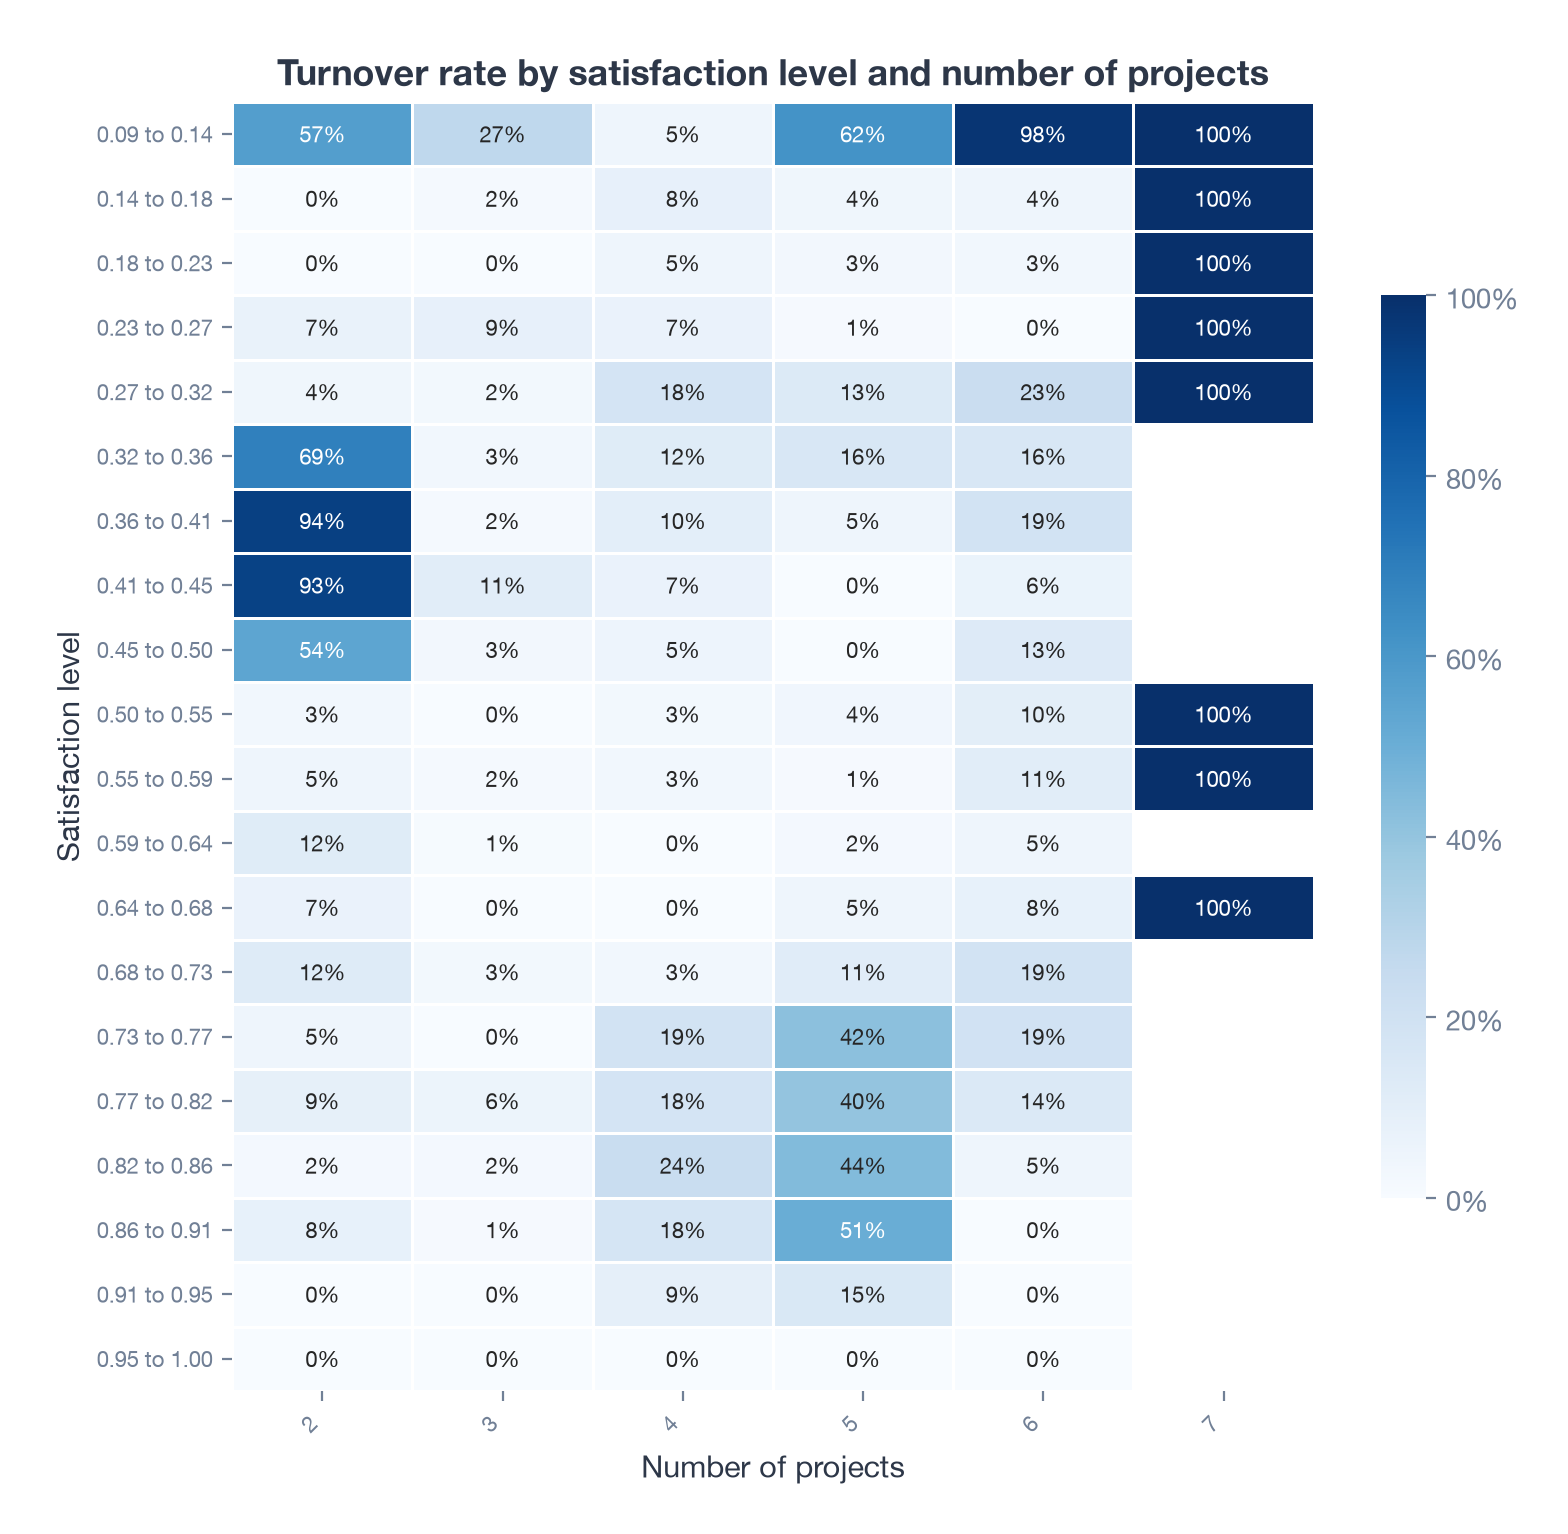 Turnover rate by satisfaction level and number of projects
0.09 to 0.14 57% 27% 5% 62% 98% 100%
0.14 to 0.18 0% 2% 8% 4% 4% 100%
0.18 to 0.23 0% 0% 5% 3% 3% 100%
0.23 to 0.27 7% 9% 7% 1% 0% 100%
0.27 to 0.32 4% 2% 18% 13% 23% 100%
0.32 to 0.36 69% 3% 12% 16% 16%
0.36 to 0.41 94% 2% 10% 5% 19%
0.41 to 0.45 93% 11% 7% 0% 6%
0.45 to 0.50 54% 3% 5% 0% 13%
0.50 to 0.55 3% 0% 3% 4% 10% 100%
0.55 to 0.59 5% 2% 3% 1% 11% 100%
0.59 to 0.64 12% 1% 0% 2% 5%
0.64 to 0.68 7% 0% 0% 5% 8% 100%
0.68 to 0.73 12% 3% 3% 11% 19%
0.73 to 0.77 5% 0% 19% 42% 19%
0.77 to 0.82 9% 6% 18% 40% 14%
0.82 to 0.86 2% 2% 24% 44% 5%
0.86 to 0.91 8% 1% 18% 51% 0%
0.91 to 0.95 0% 0% 9% 15% 0%
0.95 to 1.00 0% 0% 0% 0% 0%
2 3 4 5 6 7
Number of projects
Satisfaction level
100%
80%
60%
40%
20%
0%